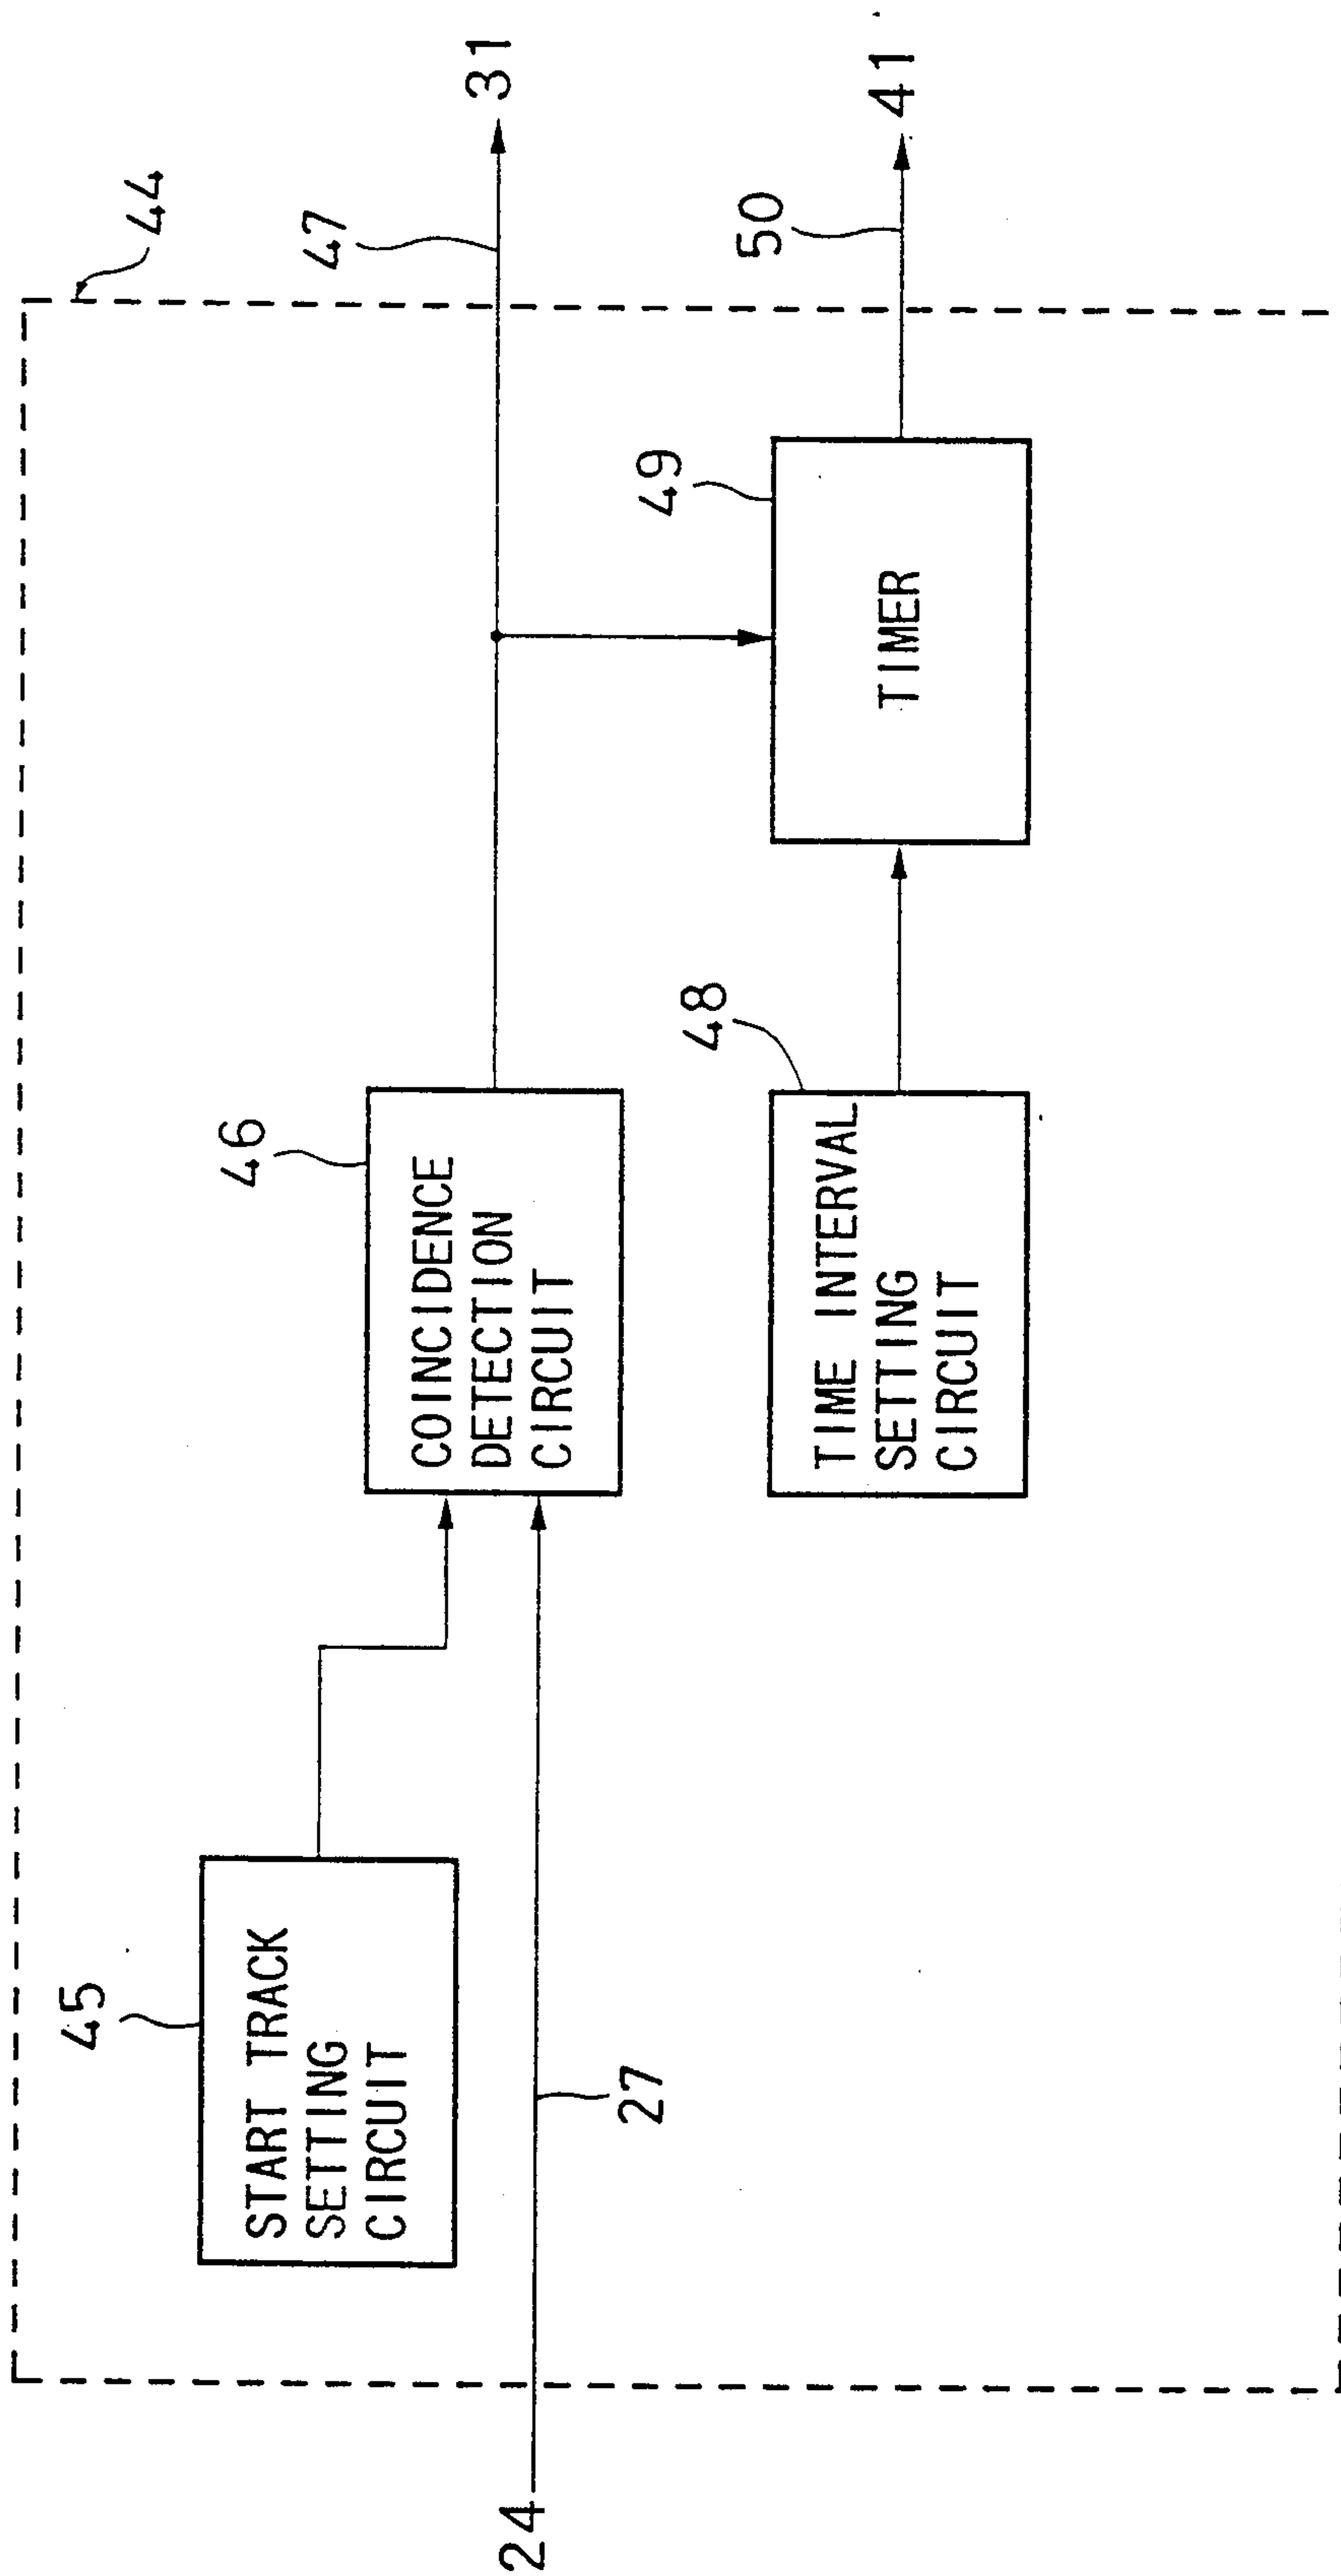 44
45
START TRACK
SETTING
CIRCUIT
46
COINCIDENCE
DETECTION
CIRCUIT
47
31
24
27
48
TIME INTERVAL
SETTING
CIRCUIT
49
TIMER
50
41